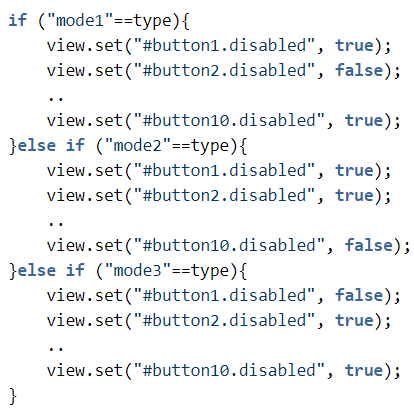 if ("mode1"==type){
    view.set("#button1.disabled", true);
    view.set("#button2.disabled", false);
    ..
    view.set("#button10.disabled", true);
}else if ("mode2"==type){
    view.set("#button1.disabled", true);
    view.set("#button2.disabled", true);
    ..
    view.set("#button10.disabled", false);
}else if ("mode3"==type){
    view.set("#button1.disabled", false);
    view.set("#button2.disabled", true);
    ..
    view.set("#button10.disabled", true);
}